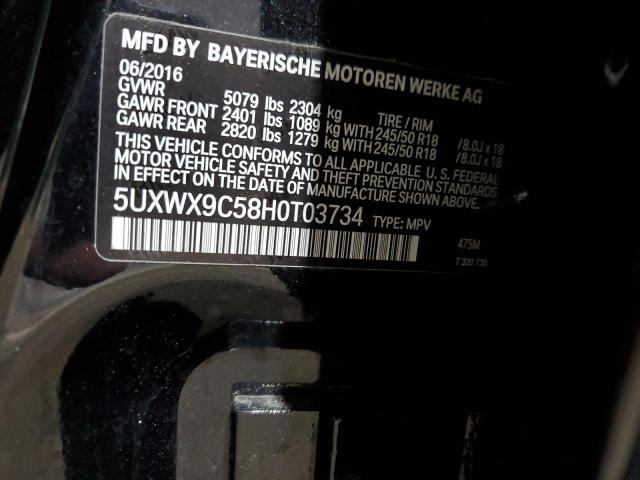 MFD BY BAYERISCHE MOTOREN WERKE AG
06/2016
GVWR 5079 lbs 2304 kg TIRE / RIM
GAWR FRONT 2401 lbs 1089 kg WITH 245/50 R18 / 8.0J x 18
GAWR REAR 2820 lbs 1279 kg WITH 245/50 R18 / 8.0J x 18
THIS VEHICLE CONFORMS TO ALL APPLICABLE U. S. FEDERAL
MOTOR VEHICLE SAFETY AND THEFT PREVENTION STANDARDS
IN EFFECT ON THE DATE OF MANUFACTURE SHOWN ABOVE.
5UXWX9C58H0T03734 TYPE: MPV
475M
7 320 738